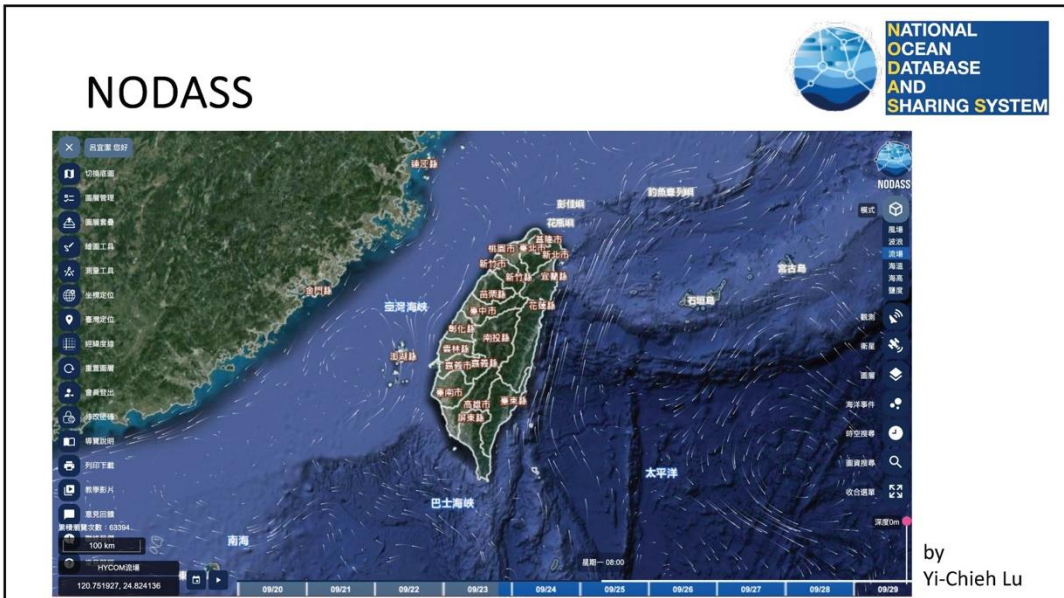 NODASS
NATIONAL
OCEAN
DATABASE
AND
SHARING SYSTEM
呂宜潔 您好
切換底圖
圖層管理
圖層套疊
繪圖工具
測量工具
坐標定位
臺灣定位
經緯度線
重置圖層
會員登出
修改密碼
導覽說明
列印下載
教學影片
意見回饋
累積瀏覽次數：63394
100 km
HYCOM流場
120.751927, 24.824136
連江縣
金門縣
臺灣海峽
澎湖縣
彭佳嶼
花瓶嶼
釣魚臺列嶼
基隆市
臺北市
桃園市
新北市
新竹市
新竹縣
宜蘭縣
苗栗縣
花蓮縣
臺中市
彰化縣
南投縣
雲林縣
嘉義市
嘉義縣
臺南市
高雄市
臺東縣
屏東縣
宮古島
石垣島
太平洋
巴士海峽
南海
NODASS
模式
風場
波浪
流場
海溫
海高
鹽度
觀測
衛星
圖層
海洋事件
時空搜尋
圖資搜尋
收合選單
深度0m
星期一 08:00
09/20
09/21
09/22
09/23
09/24
09/25
09/26
09/27
09/28
09/29
by
Yi-Chieh Lu